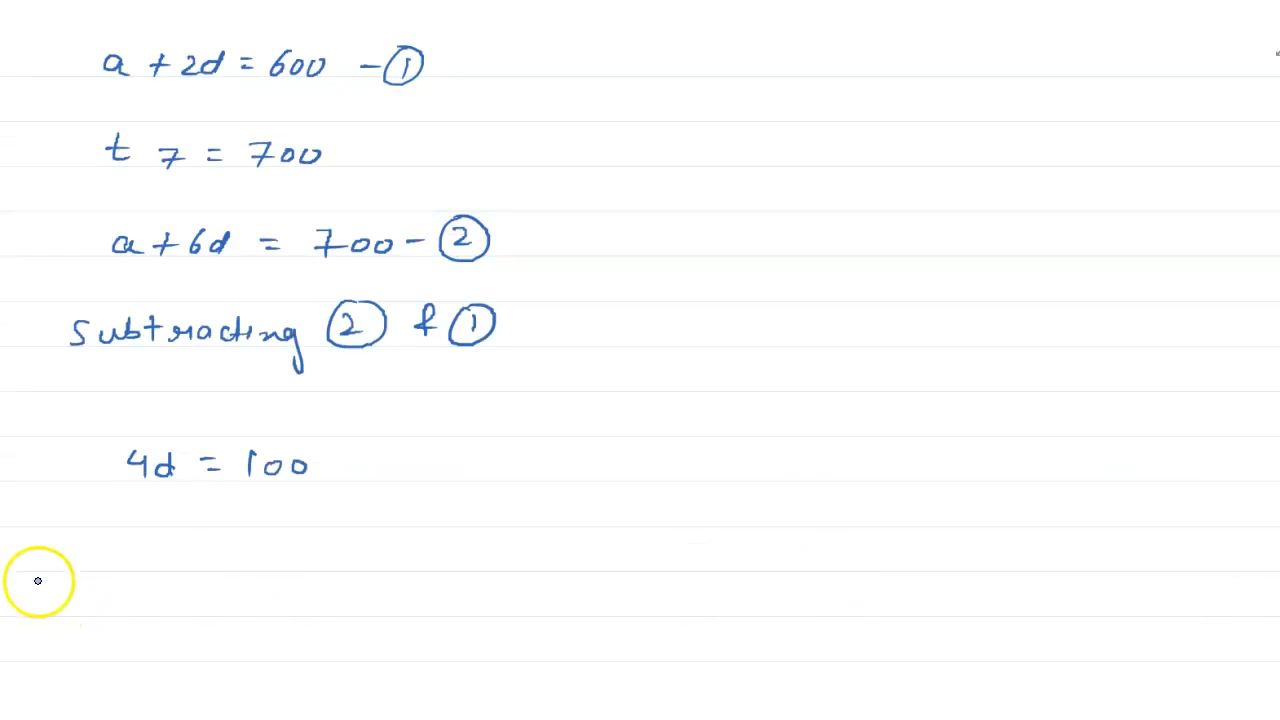 a + 2d = 600 - ①
t 7 = 700
a + 6d = 700 - ②
Subtracting ② & ①
4d = 100